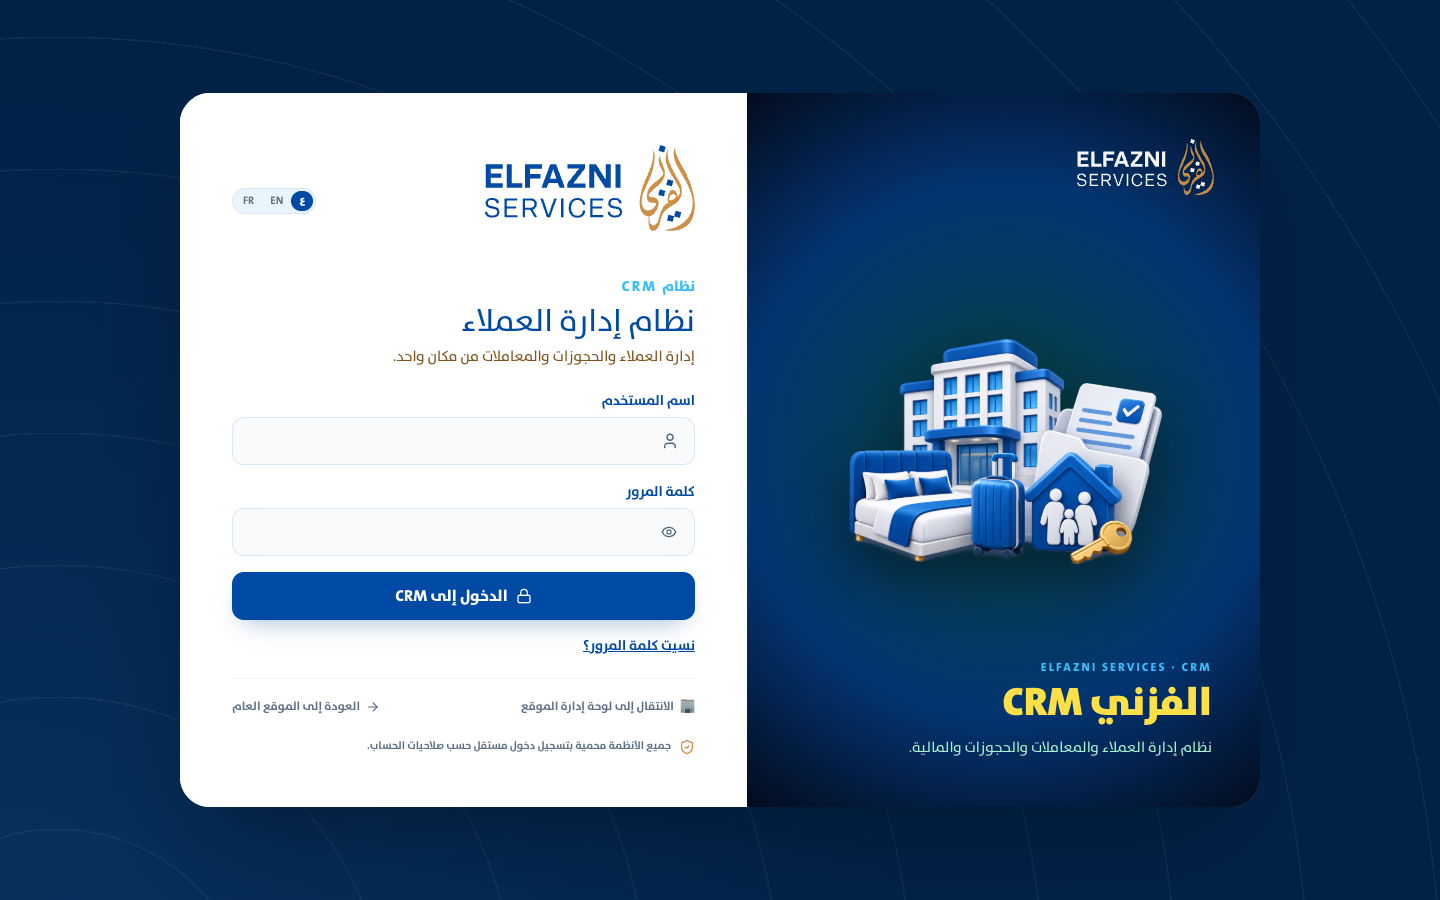 ELFAZNI
SERVICES
الفزني
نظام إدارة العملاء والمعاملات والحجوزات والمالية.
ELFAZNI SERVICES · CRM
الفزني CRM
ELFAZNI
SERVICES
الفزني
ع EN FR
نظام CRM
نظام إدارة العملاء
إدارة العملاء والحجوزات والمعاملات من مكان واحد.
اسم المستخدم
كلمة المرور
الدخول إلى CRM
نسيت كلمة المرور؟
الانتقال إلى لوحة إدارة الموقع
العودة إلى الموقع العام
جميع الأنظمة محمية بتسجيل دخول مستقل حسب صلاحيات الحساب.